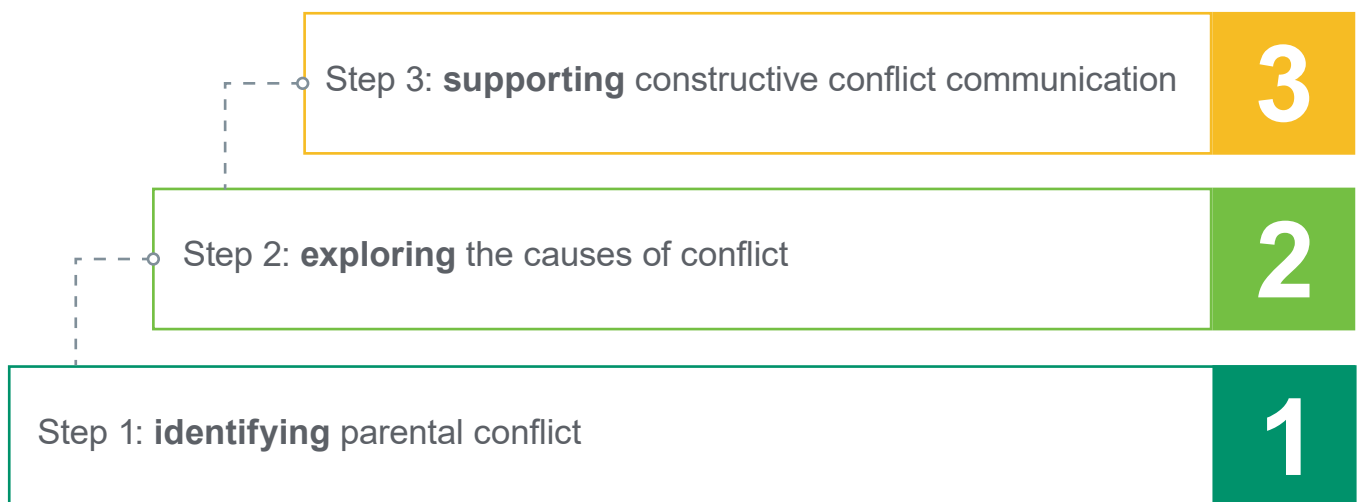 Step 3: supporting constructive conflict communication
3
Step 2: exploring the causes of conflict
2
Step 1: identifying parental conflict
1